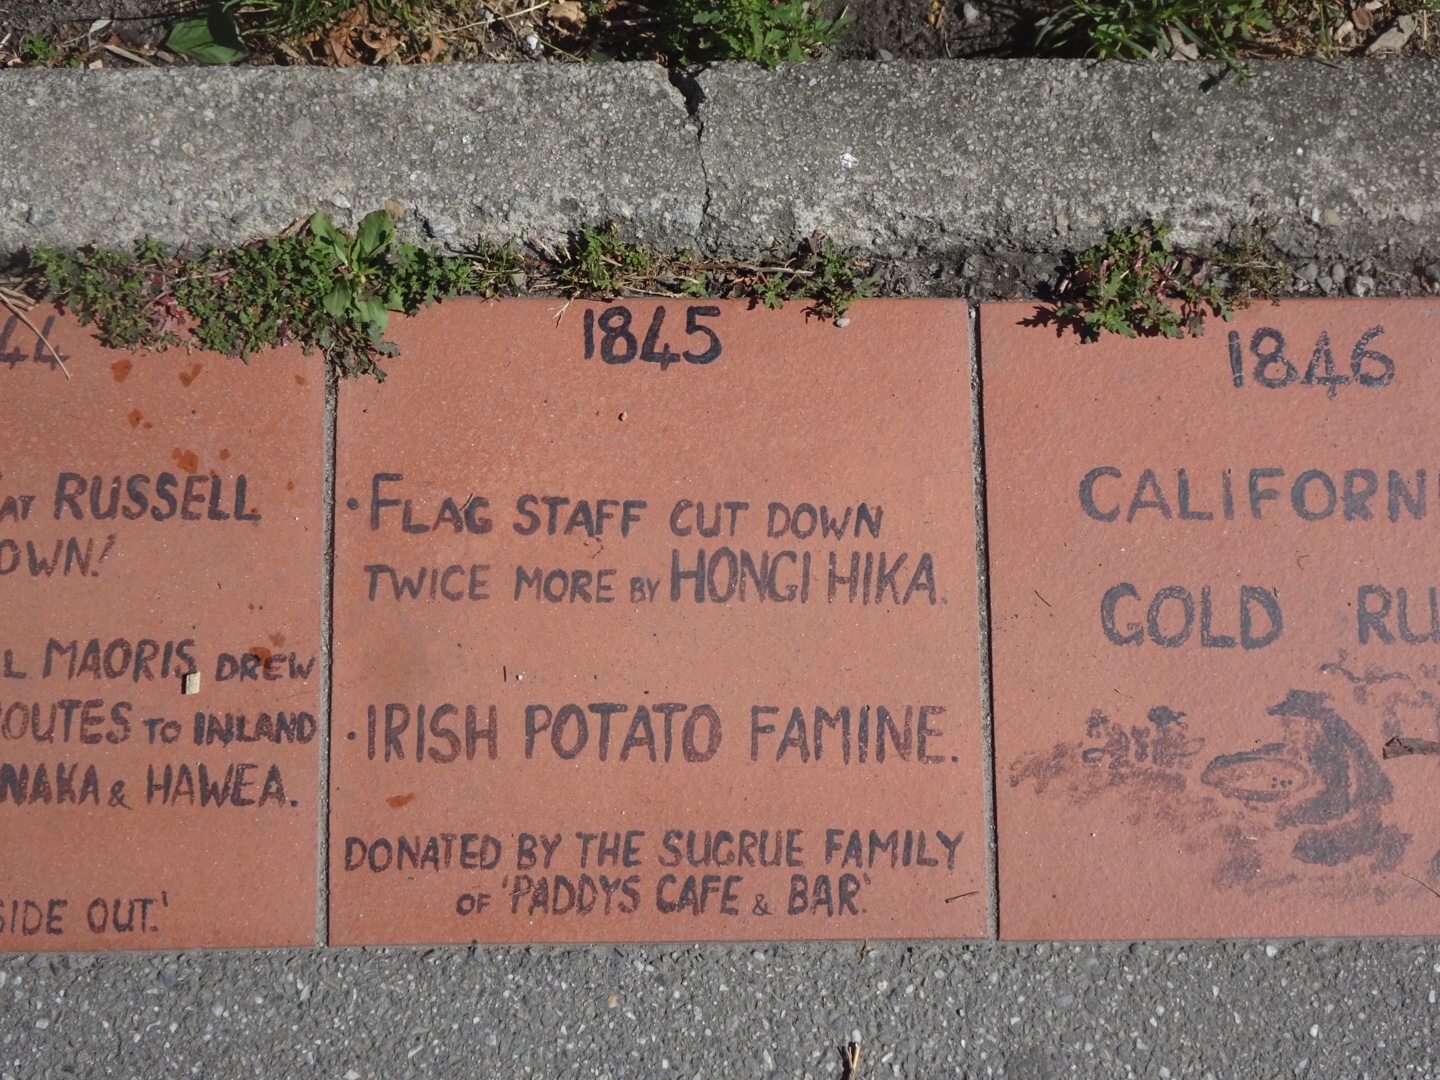 44
AT RUSSELL
OWN!
L MAORIS DREW
ROUTES TO INLAND
NAKA & HAWEA.
SIDE OUT.'
1845
• FLAG STAFF CUT DOWN
TWICE MORE BY HONGI HIKA.
• IRISH POTATO FAMINE.
DONATED BY THE SUGRUE FAMILY
OF 'PADDYS CAFE & BAR.'
1846
CALIFORN
GOLD RU